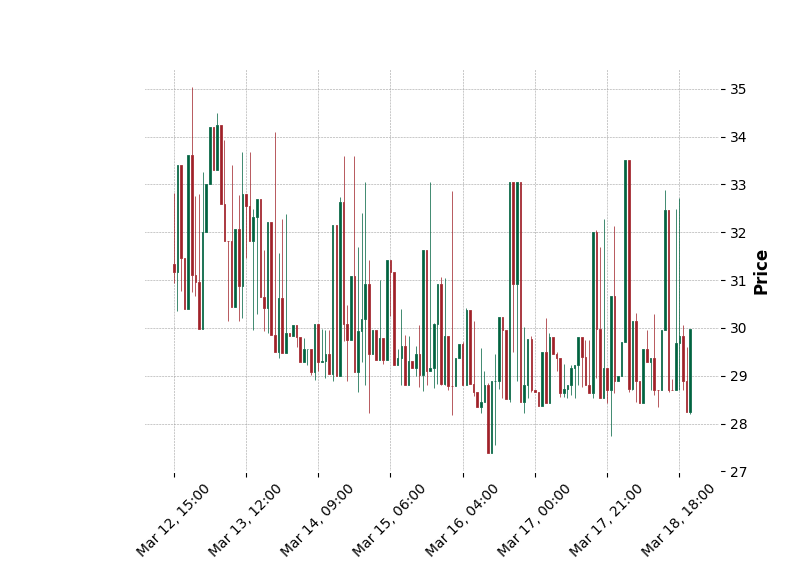 35
34
33
32
31
30
29
28
27
Price
Mar 12, 15:00
Mar 13, 12:00
Mar 14, 09:00
Mar 15, 06:00
Mar 16, 04:00
Mar 17, 00:00
Mar 17, 21:00
Mar 18, 18:00